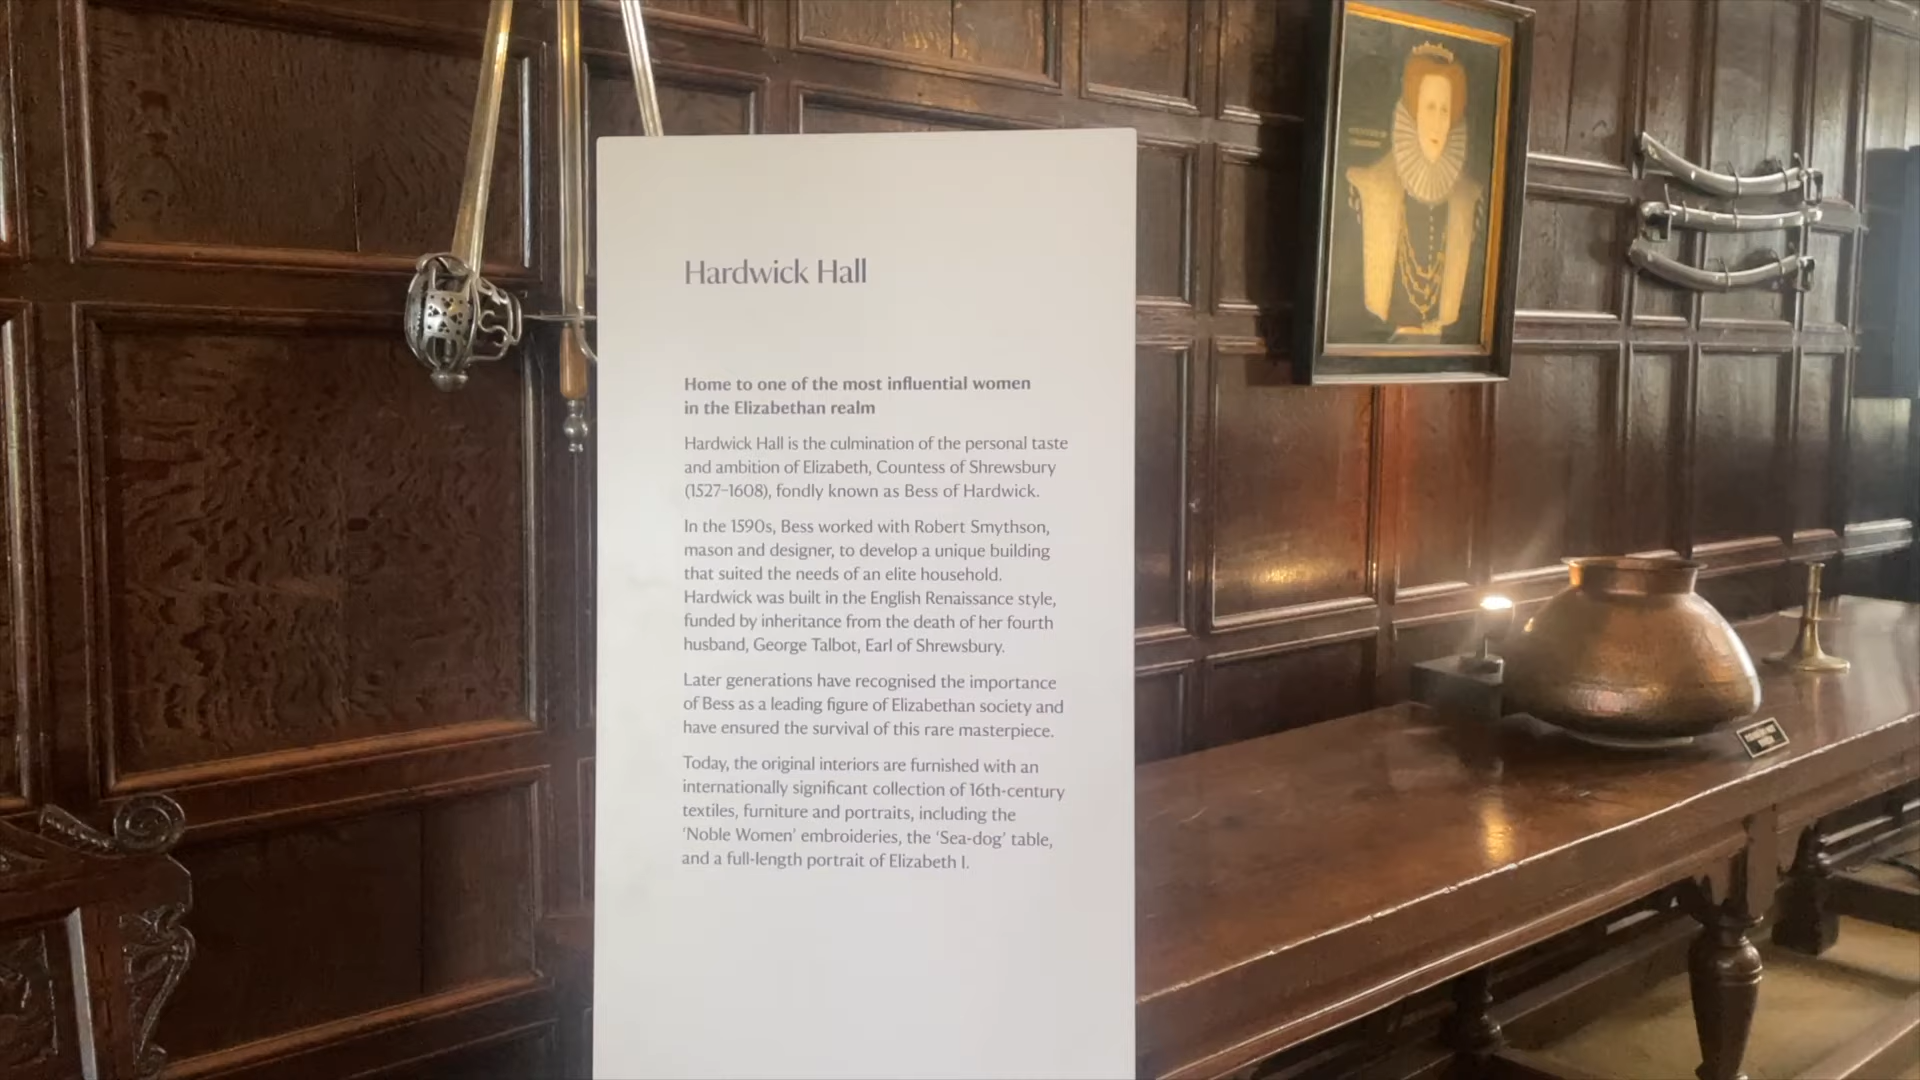 Hardwick Hall
Home to one of the most influential women
in the Elizabethan realm
Hardwick Hall is the culmination of the personal taste
and ambition of Elizabeth, Countess of Shrewsbury
(1527–1608), fondly known as Bess of Hardwick.
In the 1590s, Bess worked with Robert Smythson,
mason and designer, to develop a unique building
that suited the needs of an elite household.
Hardwick was built in the English Renaissance style,
funded by inheritance from the death of her fourth
husband, George Talbot, Earl of Shrewsbury.
Later generations have recognised the importance
of Bess as a leading figure of Elizabethan society and
have ensured the survival of this rare masterpiece.
Today, the original interiors are furnished with an
internationally significant collection of 16th-century
textiles, furniture and portraits, including the
‘Noble Women’ embroideries, the ‘Sea-dog’ table,
and a full-length portrait of Elizabeth I.